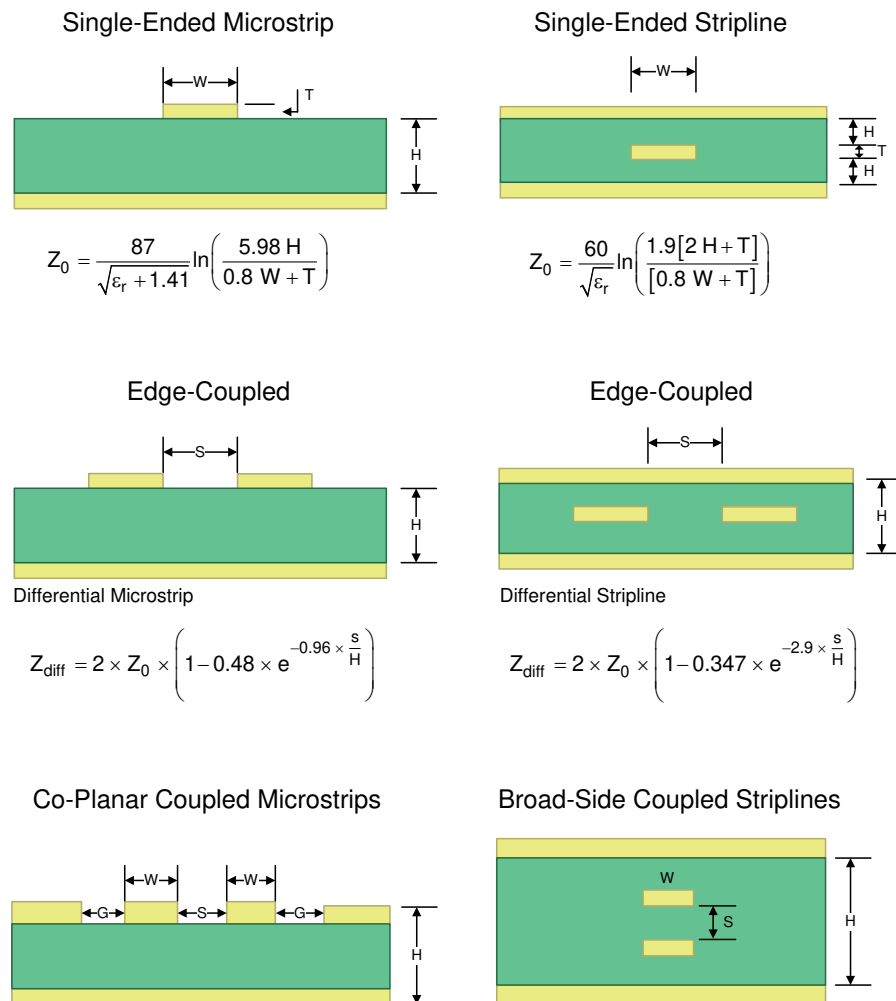 Single-Ended Microstrip
W
T
H
Z₀ = 87/√(εᵣ + 1.41) ln(5.98 H/(0.8 W + T))
Single-Ended Stripline
W
H
T
H
Z₀ = 60/√εᵣ ln(1.9[2 H + T]/[0.8 W + T])
Edge-Coupled
S
H
Differential Microstrip
Z_diff = 2 × Z₀ × (1 − 0.48 × e^(−0.96 × s/H))
Edge-Coupled
S
H
Differential Stripline
Z_diff = 2 × Z₀ × (1 − 0.347 × e^(−2.9 × s/H))
Co-Planar Coupled Microstrips
W W
G S G
H
Broad-Side Coupled Striplines
W
S
H